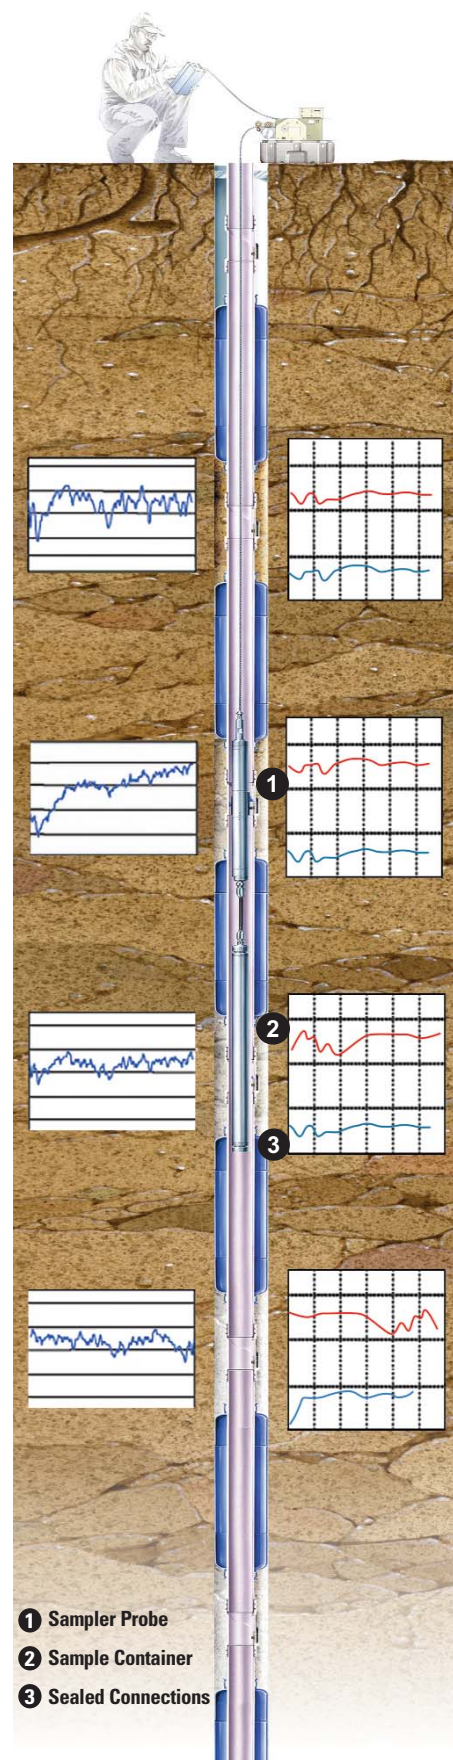 1
2
3
1 Sampler Probe
2 Sample Container
3 Sealed Connections